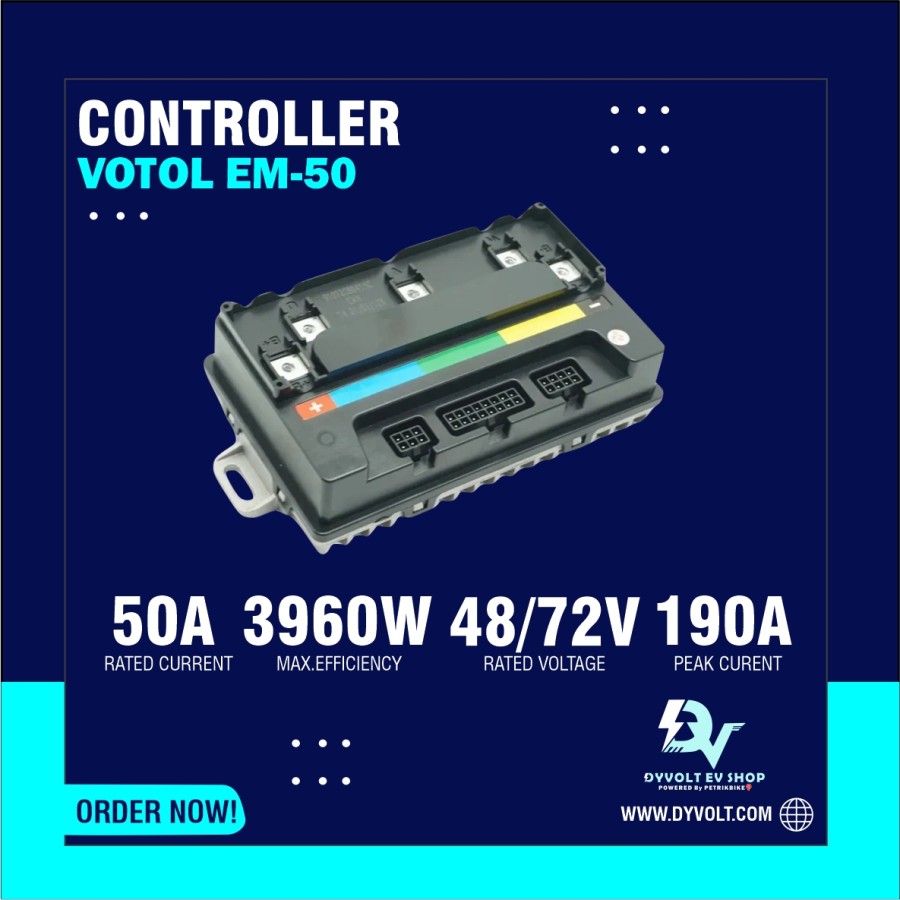 CONTROLLER
VOTOL EM-50
50A 3960W 48/72V 190A
RATED CURRENT MAX.EFFICIENCY RATED VOLTAGE PEAK CURENT
DV
DYVOLT EV SHOP
POWERED By PETRIKBIKE
ORDER NOW!
WWW.DYVOLT.COM